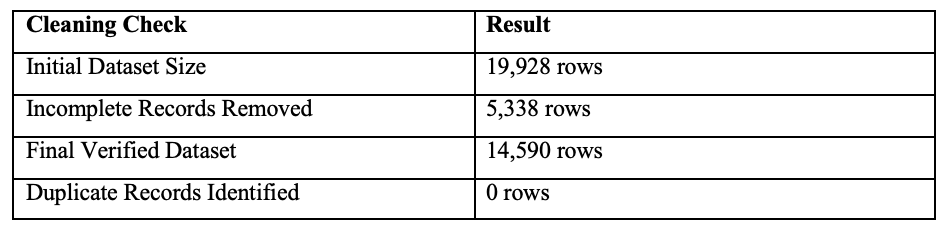 Cleaning Check Result
Initial Dataset Size 19,928 rows
Incomplete Records Removed 5,338 rows
Final Verified Dataset 14,590 rows
Duplicate Records Identified 0 rows